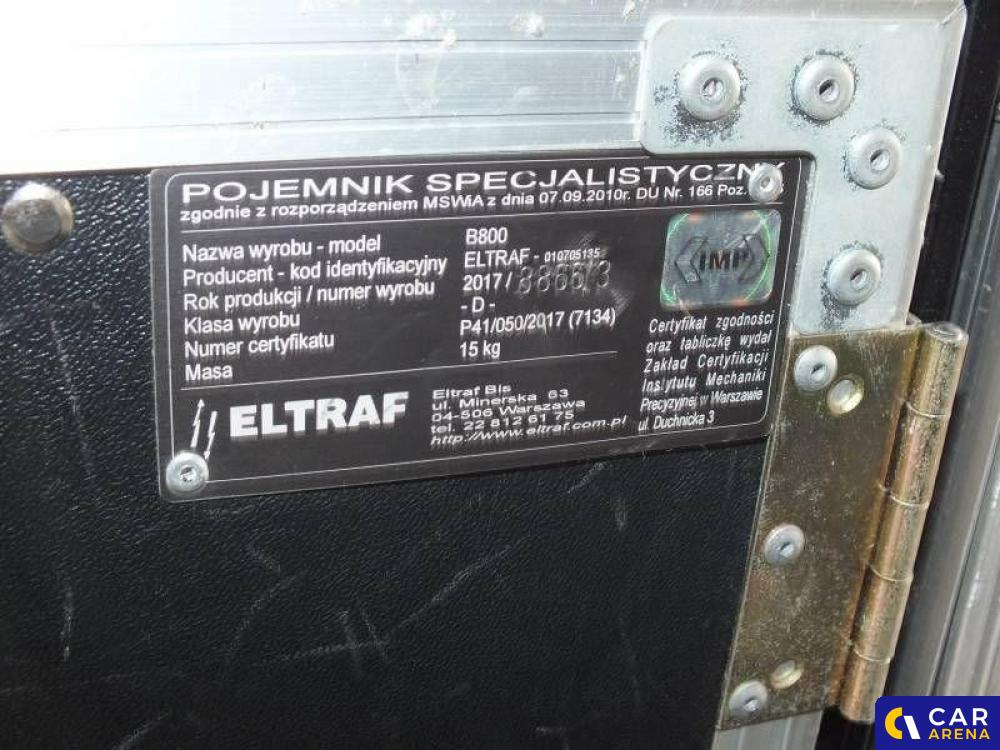 POJEMNIK SPECJALISTYCZNY
zgodnie z rozporządzeniem MSWiA z dnia 07.09.2010r. DU Nr. 166 Poz.
Nazwa wyrobu - model B800
Producent - kod identyfikacyjny ELTRAF - 010705135
Rok produkcji / numer wyrobu 2017 /
Klasa wyrobu - D -
Numer certyfikatu P41/050/2017 (7134)
Masa 15 kg
IMP
Certyfikat zgodności
oraz tabliczkę wydał
Zakład Certyfikacji
Instytutu Mechaniki
Precyzyjnej w Warszawie
ul. Duchnicka 3
ELTRAF
Eltraf Bis
ul. Minerska 63
04-506 Warszawa
tel. 22 812 61 75
http://www.eltraf.com.pl
CAR
ARENA